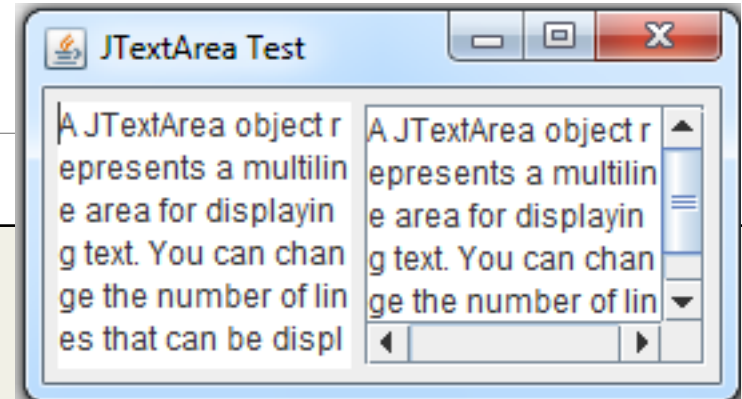 JTextArea Test
A JTextArea object r
epresents a multilin
e area for displayin
g text. You can chan
ge the number of lin
es that can be displ
A JTextArea object r
epresents a multilin
e area for displayin
g text. You can chan
ge the number of lin